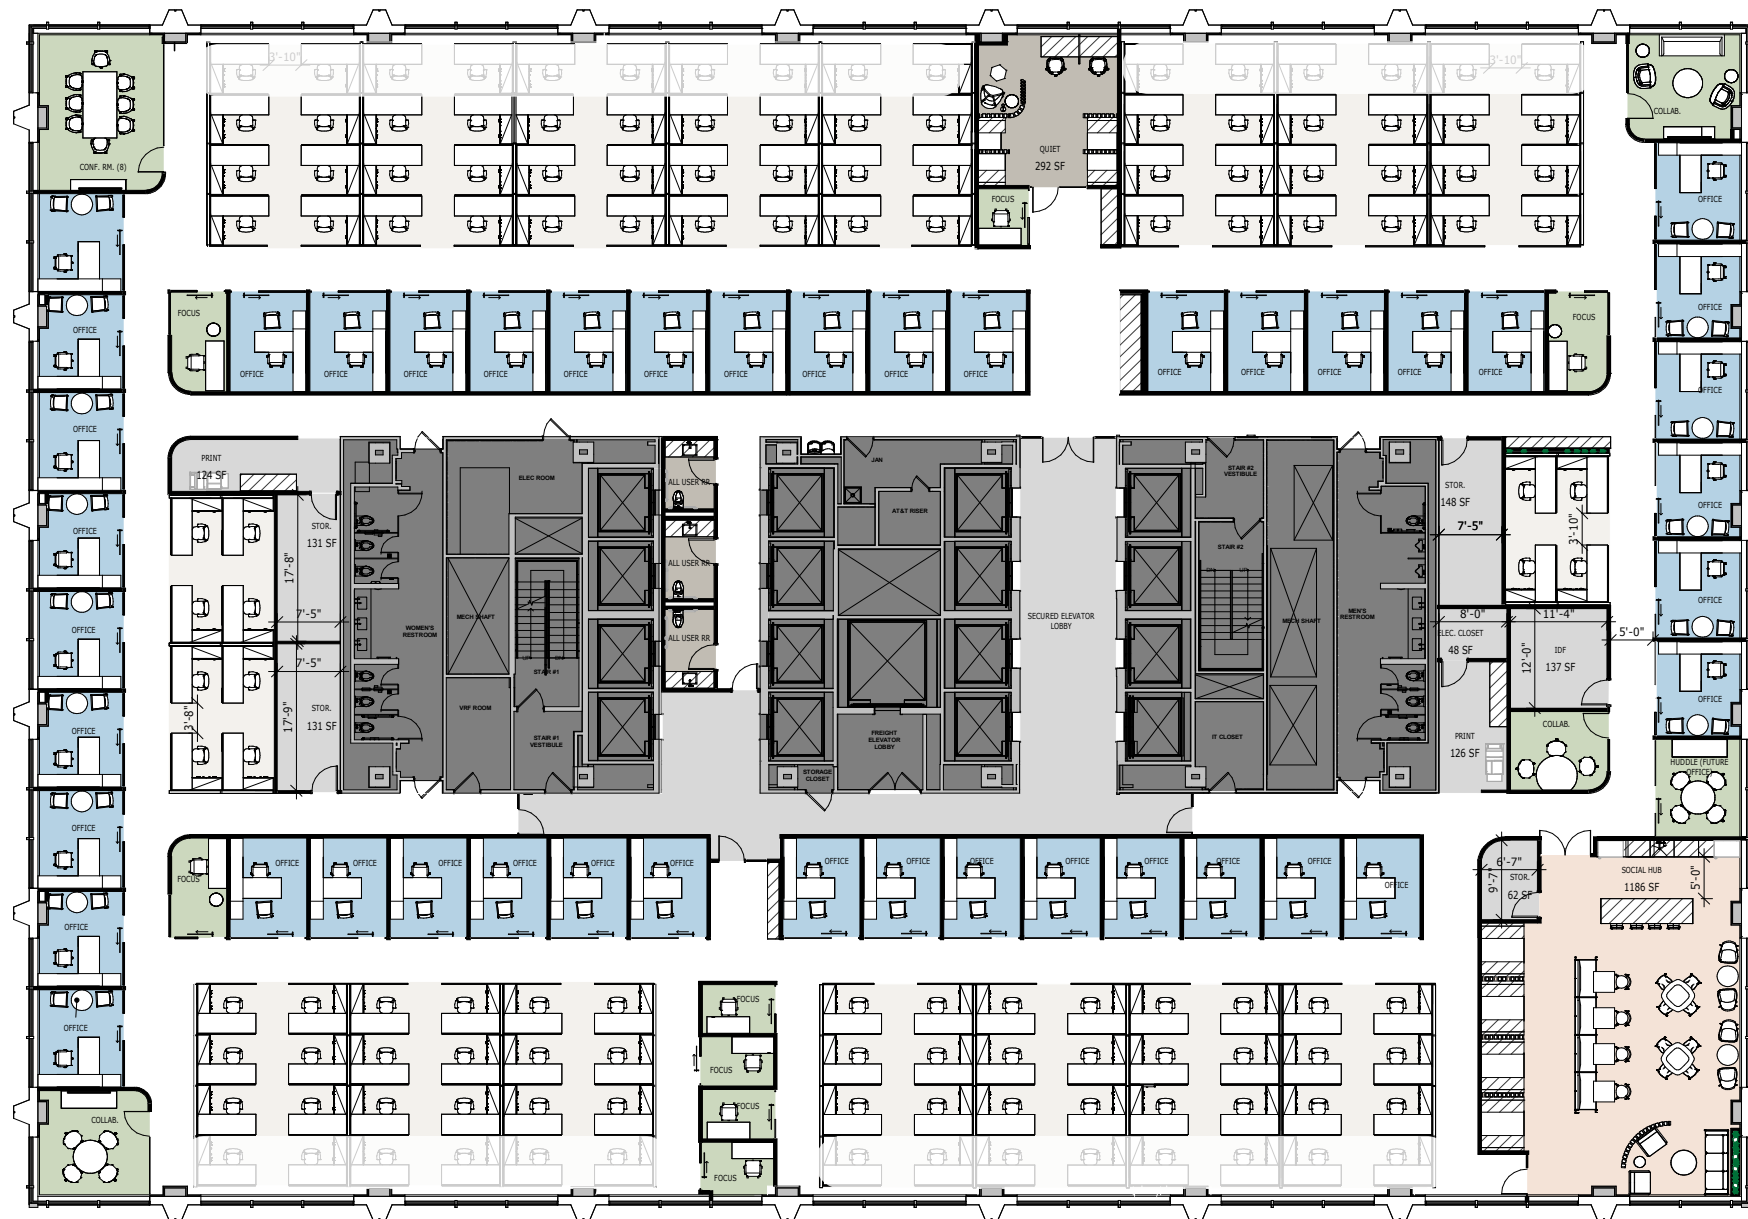 3'-10"
3'-10"
COLLAB.
CONF. RM. (8)
QUIET
292 SF
FOCUS
OFFICE
OFFICE
FOCUS
FOCUS
OFFICE
OFFICE
OFFICE OFFICE OFFICE OFFICE OFFICE OFFICE OFFICE OFFICE OFFICE OFFICE
OFFICE OFFICE OFFICE OFFICE OFFICE
OFFICE
OFFICE
PRINT
124 SF
ELEC ROOM
ALL USER RR
JAN
AT&T RISER
STAIR #2
VESTIBULE
STOR.
148 SF
7'-5"
3'-10"
OFFICE
OFFICE
STOR.
131 SF
17'-8"
7'-5"
ALL USER RR
STAIR #2
DN
UP
OFFICE
OFFICE
WOMEN'S
RESTROOM
MECH SHAFT
ALL USER RR
SECURED ELEVATOR
LOBBY
MECH SHAFT
MEN'S
RESTROOM
8'-0"
11'-4"
5'-0"
ELEC. CLOSET
48 SF
12'-0"
IDF
137 SF
7'-5"
STAIR #1
OFFICE
OFFICE
3'-8"
17'-9"
STOR.
131 SF
VRF ROOM
STAIR #1
VESTIBULE
FREIGHT
ELEVATOR
LOBBY
STORAGE
CLOSET
IT CLOSET
PRINT
126 SF
COLLAB.
HUDDLE (FUTURE
OFFICE)
OFFICE
OFFICE
FOCUS
OFFICE OFFICE OFFICE OFFICE OFFICE OFFICE
OFFICE OFFICE OFFICE OFFICE OFFICE OFFICE OFFICE OFFICE
6'-7"
9'-7"
STOR.
62 SF
SOCIAL HUB
1186 SF
5'-0"
OFFICE
OFFICE
FOCUS
FOCUS
FOCUS
FOCUS
COLLAB.